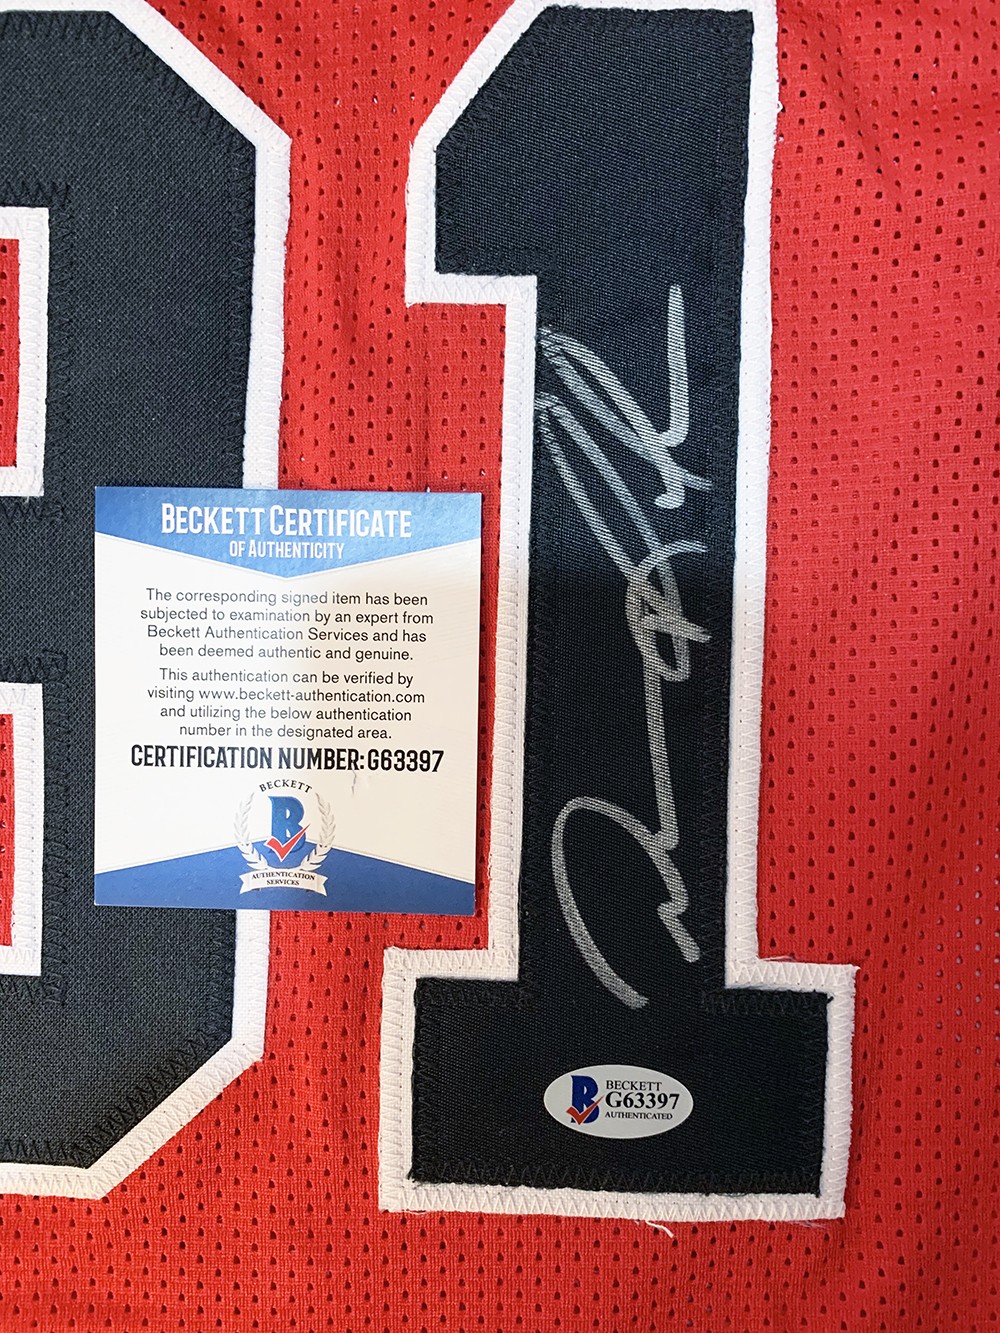 BECKETT CERTIFICATE
OF AUTHENTICITY
The corresponding signed item has been
subjected to examination by an expert from
Beckett Authentication Services and has
been deemed authentic and genuine.
This authentication can be verified by
visiting www.beckett-authentication.com
and utilizing the below authentication
number in the designated area.
CERTIFICATION NUMBER: G63397
BECKETT
B
AUTHENTICATION
SERVICES
1
B
BECKETT
G63397
AUTHENTICATED